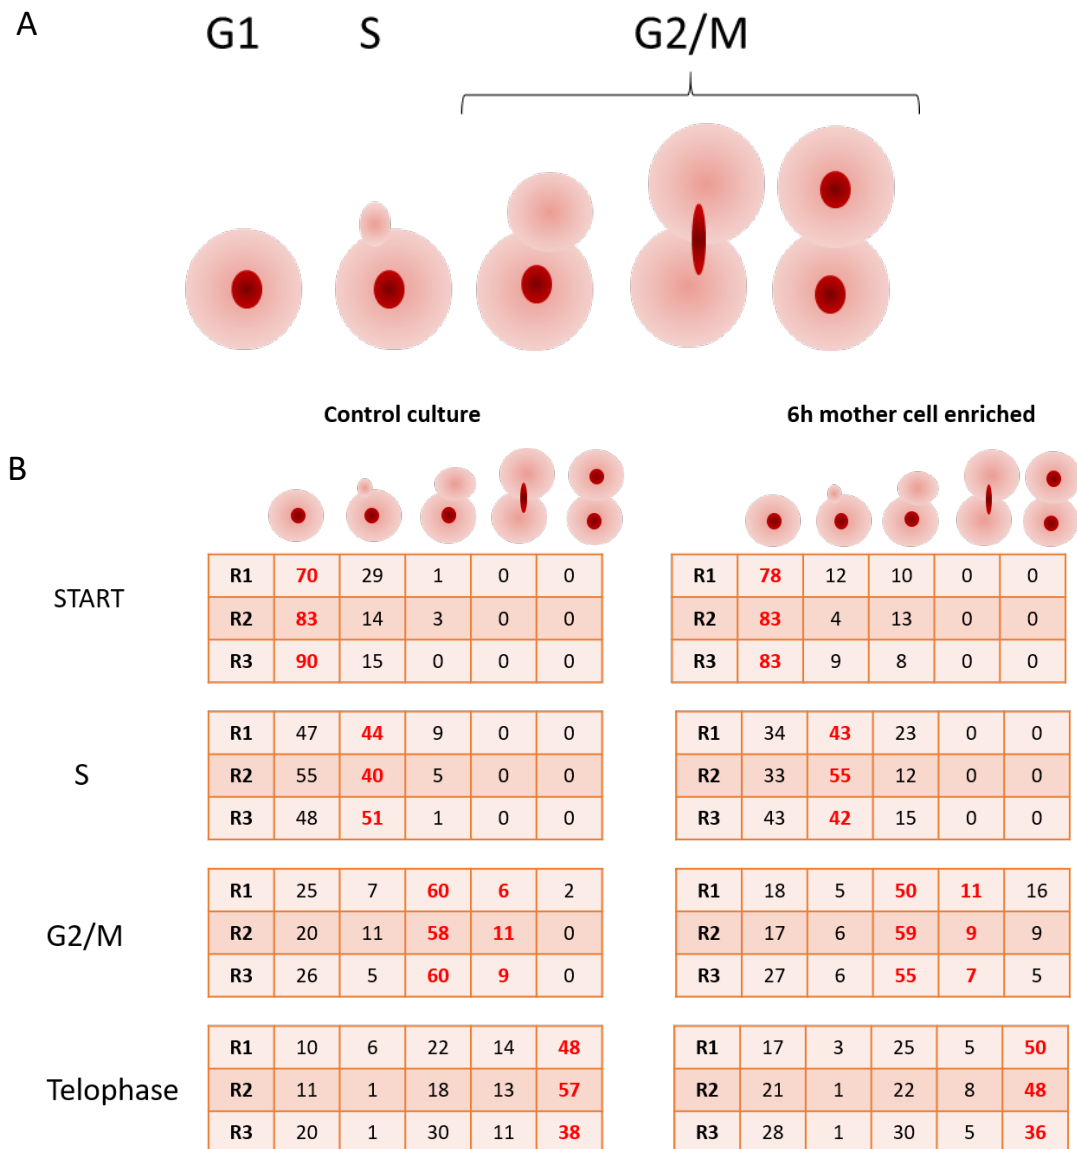 A
G1 S G2/M
Control culture 6h mother cell enriched
B
START
R1 70 29 1 0 0 R1 78 12 10 0 0
R2 83 14 3 0 0 R2 83 4 13 0 0
R3 90 15 0 0 0 R3 83 9 8 0 0
S
R1 47 44 9 0 0 R1 34 43 23 0 0
R2 55 40 5 0 0 R2 33 55 12 0 0
R3 48 51 1 0 0 R3 43 42 15 0 0
G2/M
R1 25 7 60 6 2 R1 18 5 50 11 16
R2 20 11 58 11 0 R2 17 6 59 9 9
R3 26 5 60 9 0 R3 27 6 55 7 5
Telophase
R1 10 6 22 14 48 R1 17 3 25 5 50
R2 11 1 18 13 57 R2 21 1 22 8 48
R3 20 1 30 11 38 R3 28 1 30 5 36